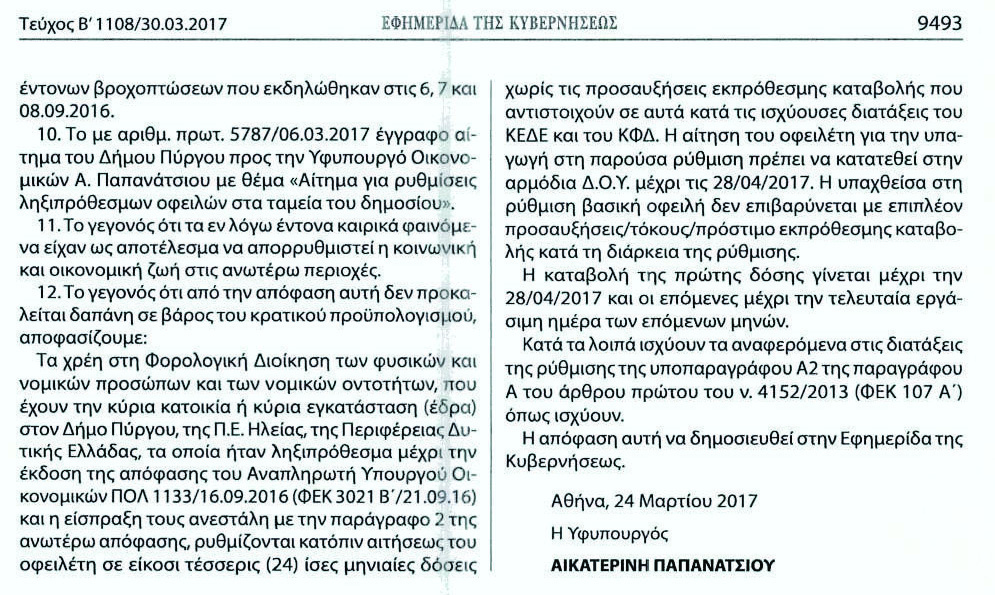 Τεύχος Β' 1108/30.03.2017
ΕΦΗΜΕΡΙΔΑ ΤΗΣ ΚΥΒΕΡΝΗΣΕΩΣ
9493
έντονων βροχοπτώσεων που εκδηλώθηκαν στις 6, 7 και
08.09.2016.
10. Το με αριθμ. πρωτ. 5787/06.03.2017 έγγραφο αί-
τημα του Δήμου Πύργου προς την Υφυπουργό Οικονο-
μικών Α. Παπανάτσιου με θέμα «Αίτημα για ρυθμίσεις
ληξιπρόθεσμων οφειλών στα ταμεία του δημοσίου».
11. Το γεγονός ότι τα εν λόγω έντονα καιρικά φαινόμε-
να είχαν ως αποτέλεσμα να απορρυθμιστεί η κοινωνική
και οικονομική ζωή στις ανωτέρω περιοχές.
12. Το γεγονός ότι από την απόφαση αυτή δεν προκα-
λείται δαπάνη σε βάρος του κρατικού προϋπολογισμού,
αποφασίζουμε:
Τα χρέη στη Φορολογική Διοίκηση των φυσικών και
νομικών προσώπων και των νομικών οντοτήτων, που
έχουν την κύρια κατοικία ή κύρια εγκατάσταση (έδρα)
στον Δήμο Πύργου, της Π.Ε. Ηλείας, της Περιφέρειας Δυ-
τικής Ελλάδας, τα οποία ήταν ληξιπρόθεσμα μέχρι την
έκδοση της απόφασης του Αναπληρωτή Υπουργού Οι-
κονομικών ΠΟΛ 1133/16.09.2016 (ΦΕΚ 3021 Β΄/21.09.16)
και η είσπραξη τους ανεστάλη με την παράγραφο 2 της
ανωτέρω απόφασης, ρυθμίζονται κατόπιν αιτήσεως του
οφειλέτη σε είκοσι τέσσερις (24) ίσες μηνιαίες δόσεις
χωρίς τις προσαυξήσεις εκπρόθεσμης καταβολής που
αντιστοιχούν σε αυτά κατά τις ισχύουσες διατάξεις του
ΚΕΔΕ και του ΚΦΔ. Η αίτηση του οφειλέτη για την υπα-
γωγή στη παρούσα ρύθμιση πρέπει να κατατεθεί στην
αρμόδια Δ.Ο.Υ. μέχρι τις 28/04/2017. Η υπαχθείσα στη
ρύθμιση βασική οφειλή δεν επιβαρύνεται με επιπλέον
προσαυξήσεις/τόκους/πρόστιμο εκπρόθεσμης καταβο-
λής κατά τη διάρκεια της ρύθμισης.
Η καταβολή της πρώτης δόσης γίνεται μέχρι την
28/04/2017 και οι επόμενες μέχρι την τελευταία εργά-
σιμη ημέρα των επόμενων μηνών.
Κατά τα λοιπά ισχύουν τα αναφερόμενα στις διατάξεις
της ρύθμισης της υποπαραγράφου Α2 της παραγράφου
Α του άρθρου πρώτου του ν. 4152/2013 (ΦΕΚ 107 Α΄)
όπως ισχύουν.
Η απόφαση αυτή να δημοσιευθεί στην Εφημερίδα της
Κυβερνήσεως.
Αθήνα, 24 Μαρτίου 2017
Η Υφυπουργός
ΑΙΚΑΤΕΡΙΝΗ ΠΑΠΑΝΑΤΣΙΟΥ